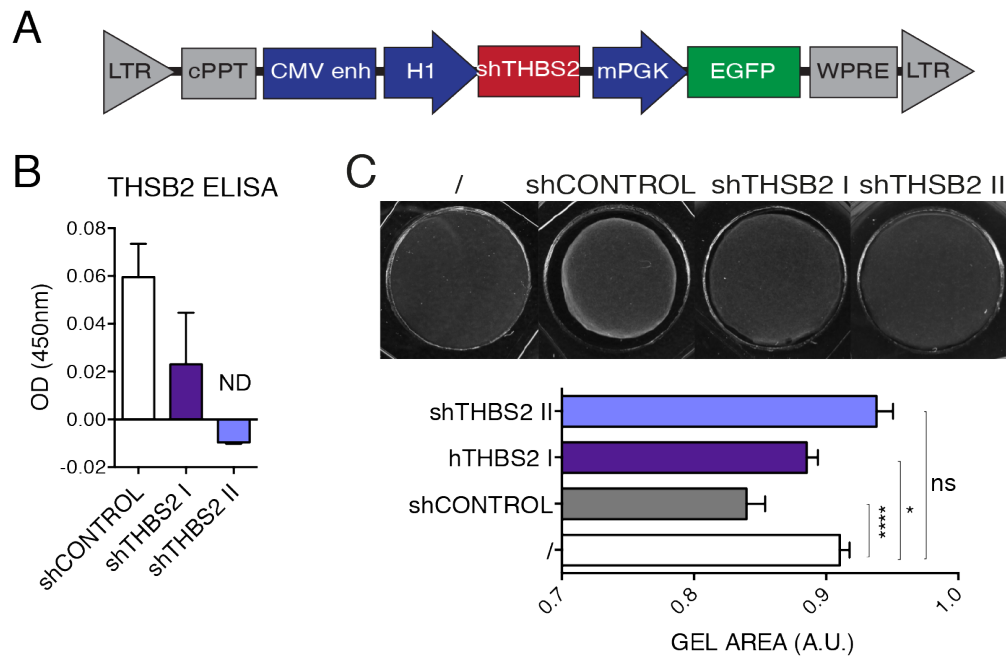 A
LTR cPPT CMV enh H1 shTHBS2 mPGK EGFP WPRE LTR
B
THSB2 ELISA
OD (450nm)
0.08
0.06
0.04
0.02
0.00
-0.02
ND
shCONTROL
shTHBS2 I
shTHBS2 II
C
/ shCONTROL shTHSB2 I shTHSB2 II
shTHBS2 II
hTHBS2 I
shCONTROL
/
****
*
ns
0.7 0.8 0.9 1.0
GEL AREA (A.U.)